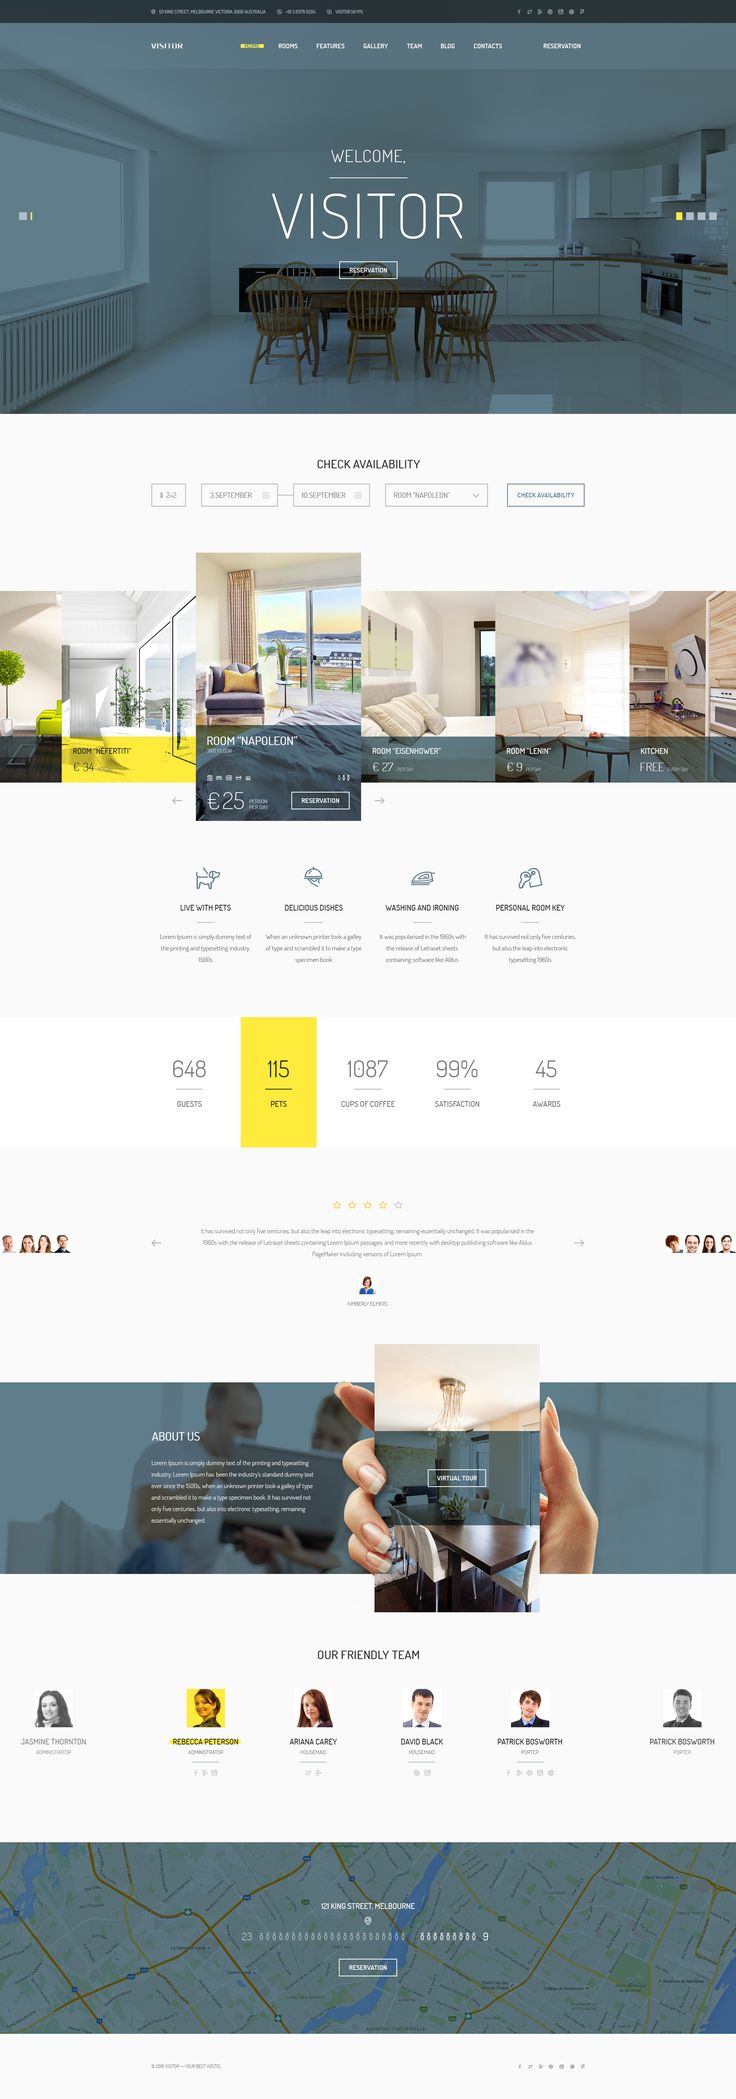 121 KING STREET, MELBOURNE VICTORIA 3000 AUSTRALIA
+61 3 8376 6284
VISITOR SKYPE
VISITOR
HOME
ROOMS
FEATURES
GALLERY
TEAM
BLOG
CONTACTS
RESERVATION
WELCOME,
VISITOR
RESERVATION
CHECK AVAILABILITY
2+2
3 SEPTEMBER
10 SEPTEMBER
ROOM "NAPOLEON"
CHECK AVAILABILITY
ROOM "NEFERTITI"
€ 34 PER DAY
ROOM "NAPOLEON"
3RD FLOOR
€ 25 PERSON
PER DAY
RESERVATION
ROOM "EISENHOWER"
€ 27 PER DAY
ROOM "LENIN"
€ 9 PER DAY
KITCHEN
FREE EVERY DAY
LIVE WITH PETS
Lorem Ipsum is simply dummy text of
the printing and typesetting industry
1500s
DELICIOUS DISHES
When an unknown printer took a galley
of type and scrambled it to make a type
specimen book
WASHING AND IRONING
It was popularised in the 1960s with
the release of Letraset sheets
containing software like Aldus
PERSONAL ROOM KEY
It has survived not only five centuries,
but also the leap into electronic
typesetting 1960s
648
GUESTS
115
PETS
1087
CUPS OF COFFEE
99%
SATISFACTION
45
AWARDS
It has survived not only five centuries, but also the leap into electronic typesetting, remaining essentially unchanged. It was popularised in the
1960s with the release of Letraset sheets containing Lorem Ipsum passages, and more recently with desktop publishing software like Aldus
PageMaker including versions of Lorem Ipsum.
KIMBERLY ELMERS
ABOUT US
Lorem Ipsum is simply dummy text of the printing and typesetting
industry. Lorem Ipsum has been the industry's standard dummy text
ever since the 1500s, when an unknown printer took a galley of type
and scrambled it to make a type specimen book. It has survived not
only five centuries, but also into electronic typesetting, remaining
essentially unchanged.
VIRTUAL TOUR
OUR FRIENDLY TEAM
JASMINE THORNTON
ADMINISTRATOR
REBECCA PETERSON
ADMINISTRATOR
ARIANA CAREY
HOUSEMAID
DAVID BLACK
HOUSEMAID
PATRICK BOSWORTH
PORTER
PATRICK BOSWORTH
PORTER
121 KING STREET, MELBOURNE
23
9
RESERVATION
© 2016 VISITOR — YOUR BEST HOSTEL